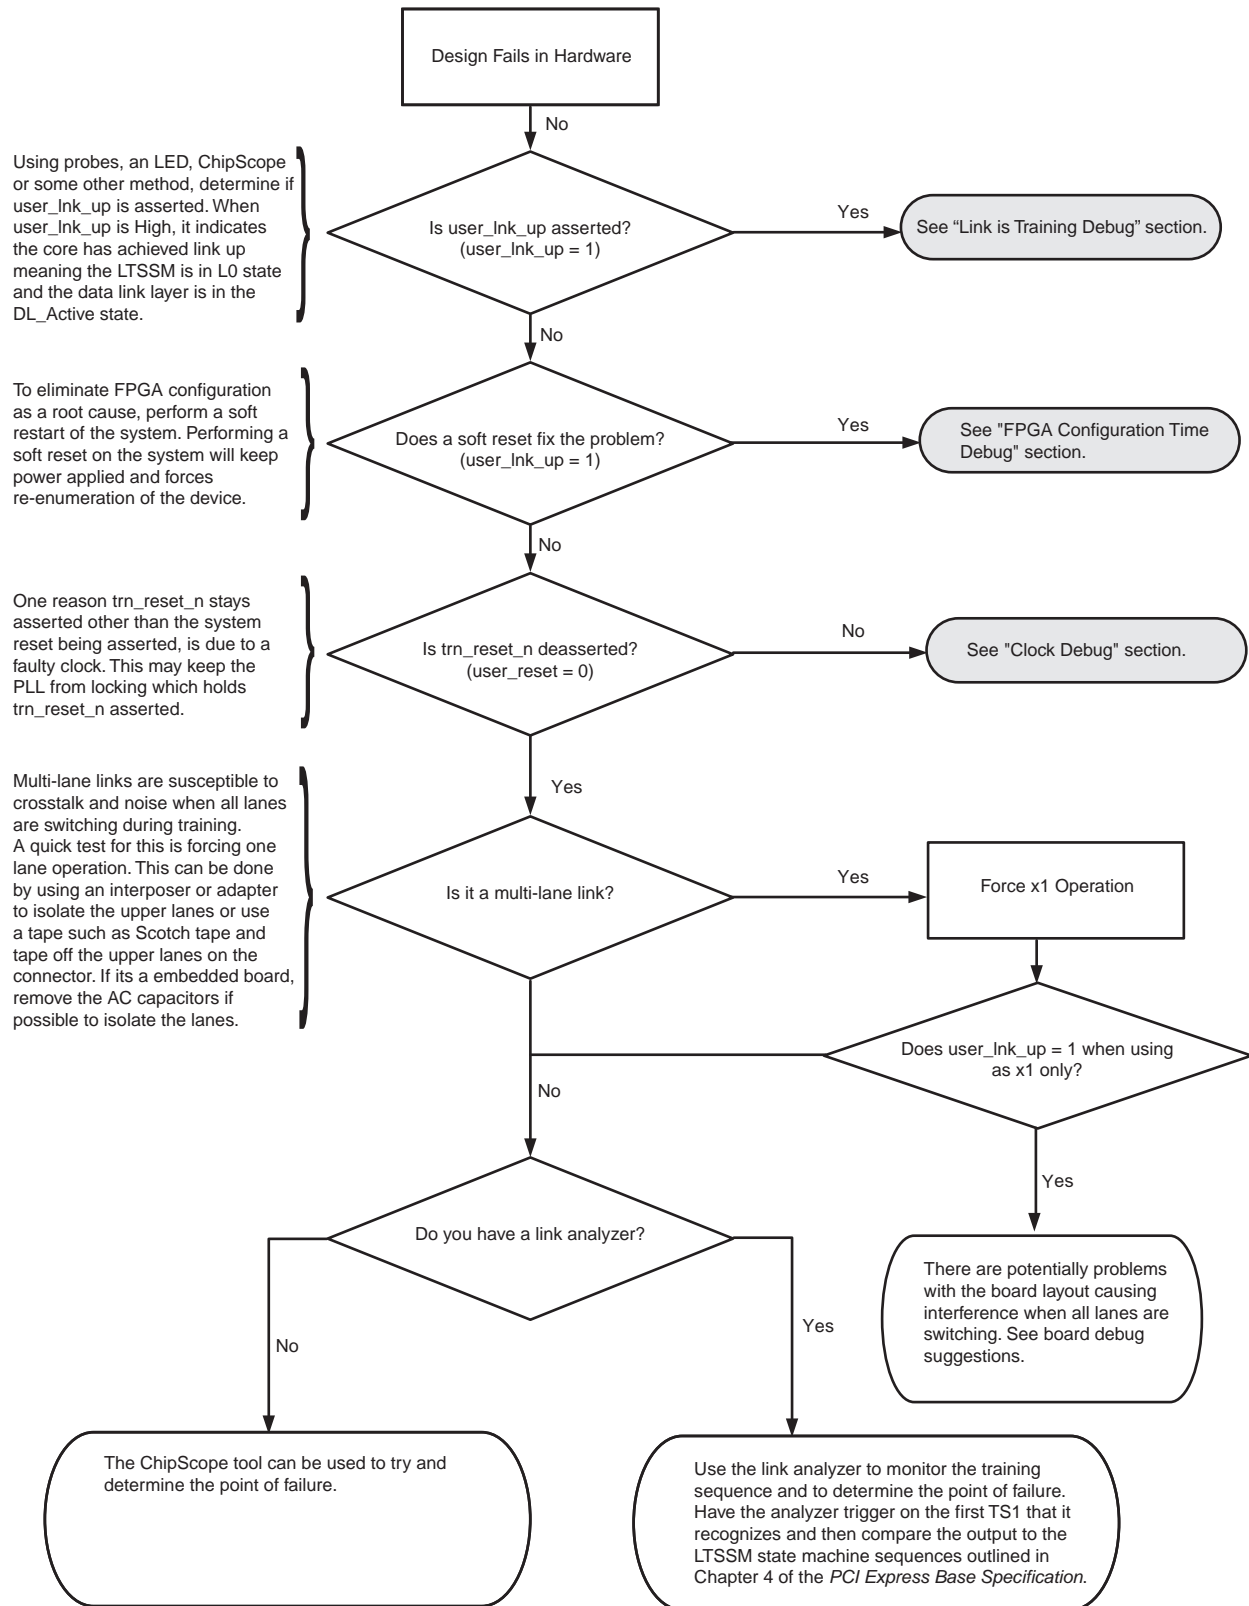 Design Fails in Hardware
No
Using probes, an LED, ChipScope
or some other method, determine if
user_lnk_up is asserted. When
user_lnk_up is High, it indicates
the core has achieved link up
meaning the LTSSM is in L0 state
and the data link layer is in the
DL_Active state.
Is user_lnk_up asserted?
(user_lnk_up = 1)
Yes
See “Link is Training Debug” section.
No
To eliminate FPGA configuration
as a root cause, perform a soft
restart of the system. Performing a
soft reset on the system will keep
power applied and forces
re-enumeration of the device.
Does a soft reset fix the problem?
(user_lnk_up = 1)
Yes
See "FPGA Configuration Time
Debug" section.
No
One reason trn_reset_n stays
asserted other than the system
reset being asserted, is due to a
faulty clock. This may keep the
PLL from locking which holds
trn_reset_n asserted.
Is trn_reset_n deasserted?
(user_reset = 0)
No
See "Clock Debug" section.
Yes
Multi-lane links are susceptible to
crosstalk and noise when all lanes
are switching during training.
A quick test for this is forcing one
lane operation. This can be done
by using an interposer or adapter
to isolate the upper lanes or use
a tape such as Scotch tape and
tape off the upper lanes on the
connector. If its a embedded board,
remove the AC capacitors if
possible to isolate the lanes.
Is it a multi-lane link?
Yes
Force x1 Operation
Does user_lnk_up = 1 when using
as x1 only?
No
Yes
Do you have a link analyzer?
There are potentially problems
with the board layout causing
interference when all lanes are
switching. See board debug
suggestions.
No
Yes
The ChipScope tool can be used to try and
determine the point of failure.
Use the link analyzer to monitor the training
sequence and to determine the point of failure.
Have the analyzer trigger on the first TS1 that it
recognizes and then compare the output to the
LTSSM state machine sequences outlined in
Chapter 4 of the PCI Express Base Specification.